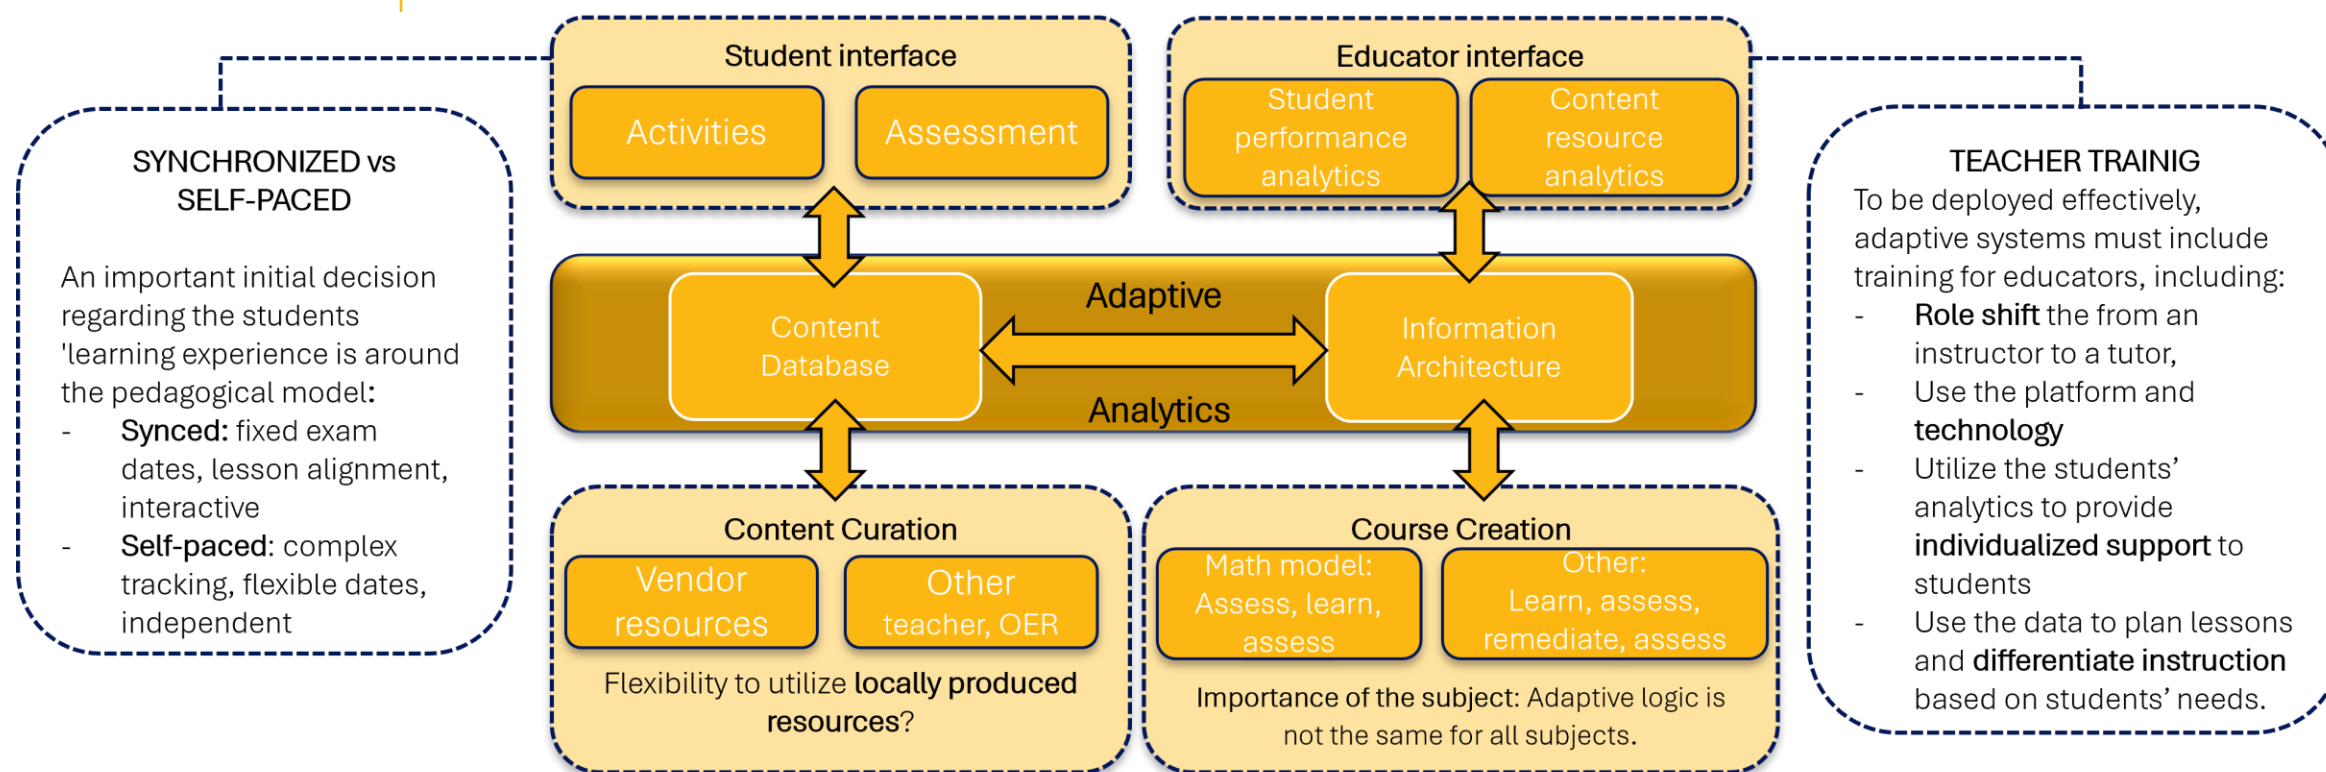 Student interface
Activities
Assessment
Educator interface
Student
performance
analytics
Content
resource
analytics
SYNCHRONIZED vs
SELF-PACED
An important initial decision
regarding the students
'learning experience is around
the pedagogical model:
- Synced: fixed exam
dates, lesson alignment,
interactive
- Self-paced: complex
tracking, flexible dates,
independent
Content
Database
Adaptive
Analytics
Information
Architecture
Content Curation
Vendor
resources
Other
teacher, OER
Flexibility to utilize locally produced
resources?
Course Creation
Math model:
Assess, learn,
assess
Other:
Learn, assess,
remediate, assess
Importance of the subject: Adaptive logic is
not the same for all subjects.
TEACHER TRAINIG
To be deployed effectively,
adaptive systems must include
training for educators, including:
- Role shift the from an
instructor to a tutor,
- Use the platform and
technology
- Utilize the students’
analytics to provide
individualized support to
students
- Use the data to plan lessons
and differentiate instruction
based on students’ needs.